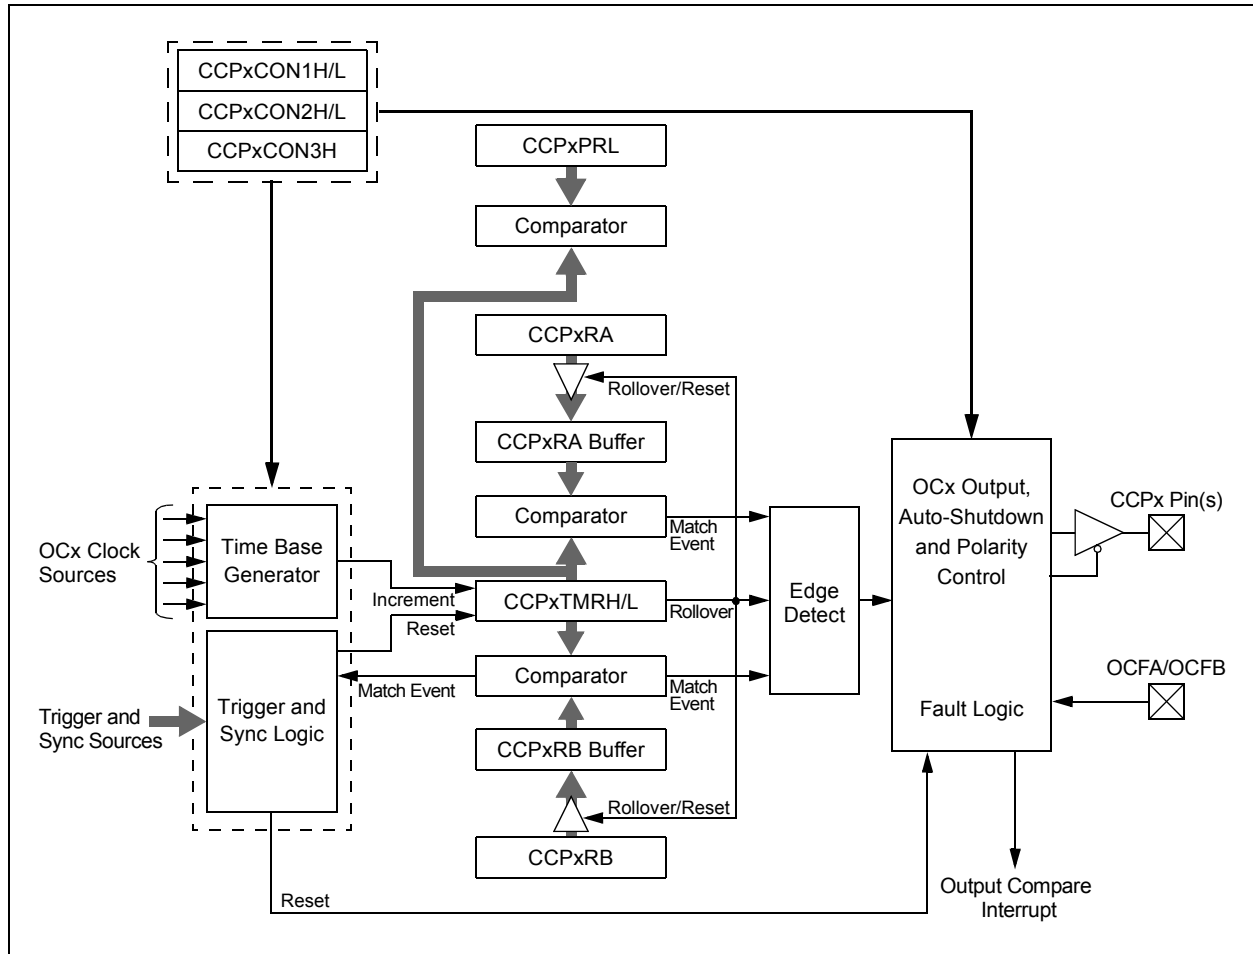 CCPxCON1H/L
CCPxCON2H/L
CCPxCON3H
CCPxPRL
Comparator
CCPxRA
Rollover/Reset
CCPxRA Buffer
Comparator
Match
Event
OCx Clock
Sources
Time Base
Generator
Increment
Reset
CCPxTMRH/L
Rollover
Edge
Detect
OCx Output,
Auto-Shutdown
and Polarity
Control
CCPx Pin(s)
Match Event
Comparator
Match
Event
OCFA/OCFB
Trigger and
Sync Sources
Trigger and
Sync Logic
Fault Logic
CCPxRB Buffer
Rollover/Reset
CCPxRB
Reset
Output Compare
Interrupt